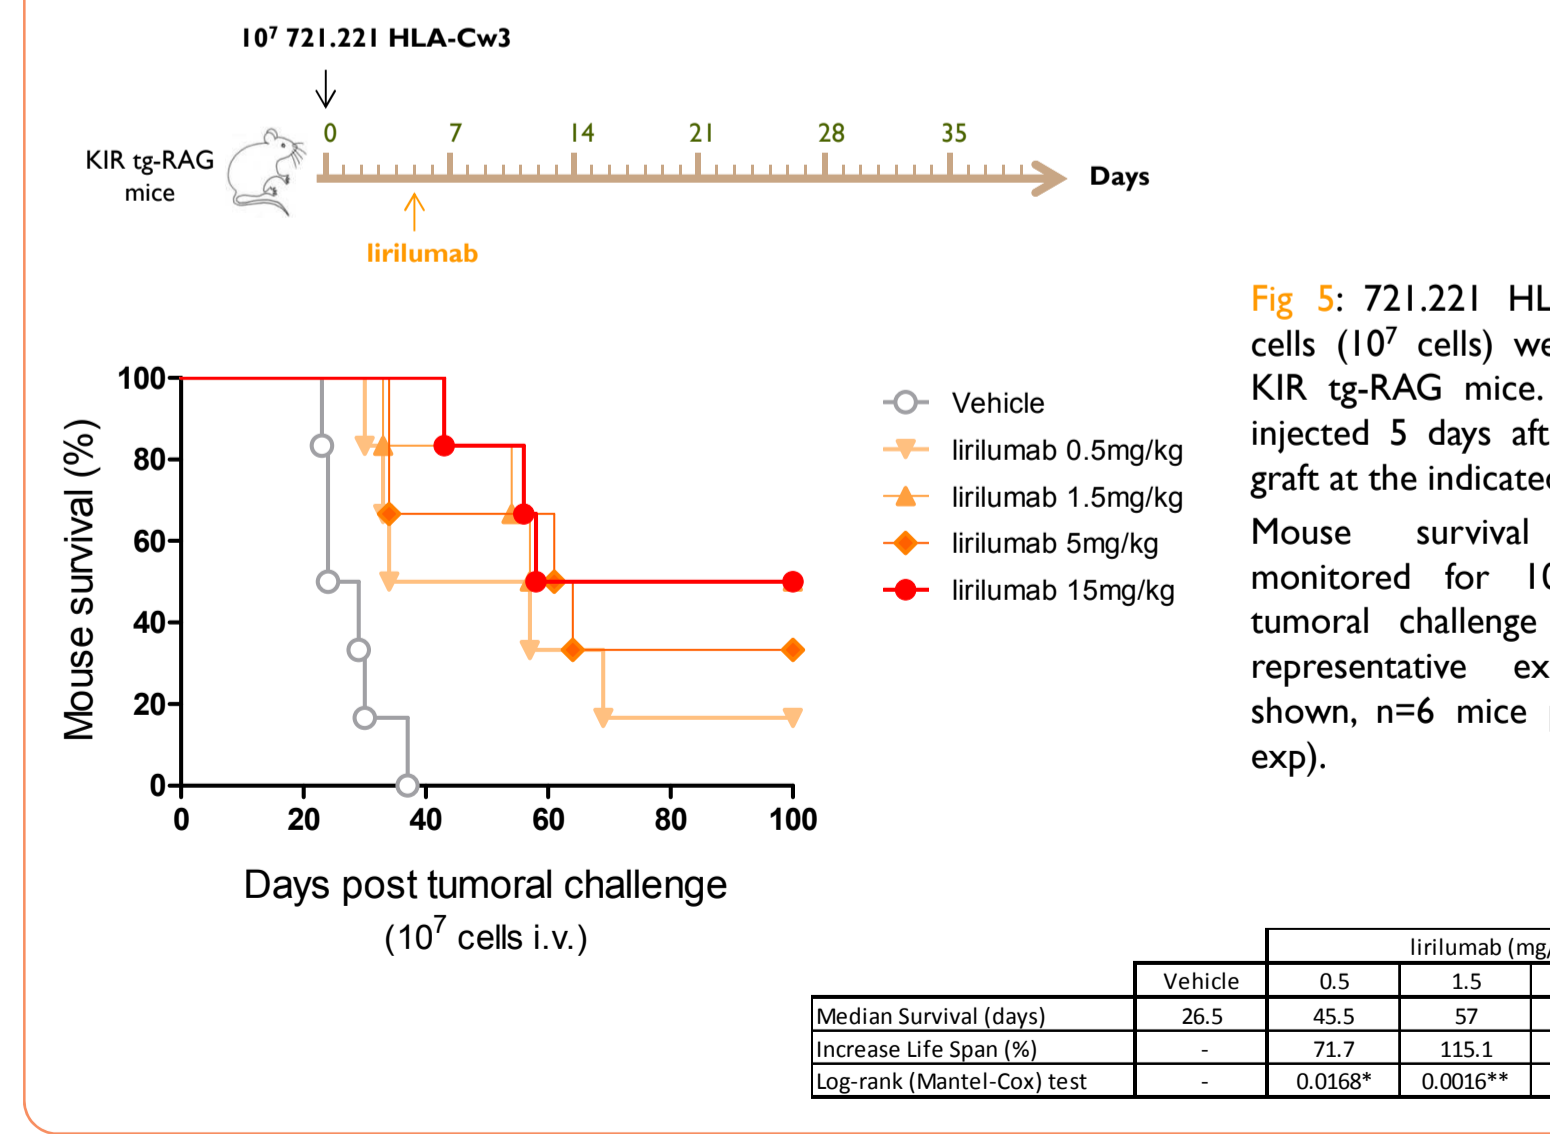 10⁷ 721.221 HLA-Cw3
0 7 14 21 28 35
KIR tg-RAG
mice
Days
lirilumab
Fig 5: 721.221 HL
cells (10⁷ cells) we
KIR tg-RAG mice.
injected 5 days aft
graft at the indicated
Mouse survival
monitored for 10
tumoral challenge
representative ex
shown, n=6 mice p
exp).
Mouse survival (%)
100
80
60
40
20
0
0 20 40 60 80 100
Days post tumoral challenge
(10⁷ cells i.v.)
Vehicle
lirilumab 0.5mg/kg
lirilumab 1.5mg/kg
lirilumab 5mg/kg
lirilumab 15mg/kg
lirilumab (mg/
Vehicle 0.5 1.5
Median Survival (days) 26.5 45.5 57
Increase Life Span (%) - 71.7 115.1
Log-rank (Mantel-Cox) test - 0.0168* 0.0016**